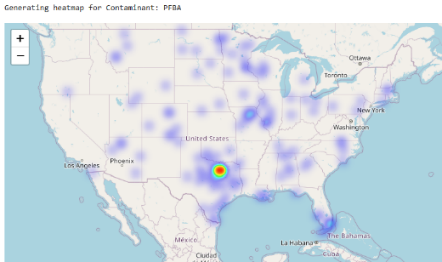 Generating heatmap for Contaminant: PFBA
+
−
Ottawa
Toronto
New York
Washington
United States
Los Angeles
Phoenix
México
Ciudad
La Habana
The Bahamas
Cuba